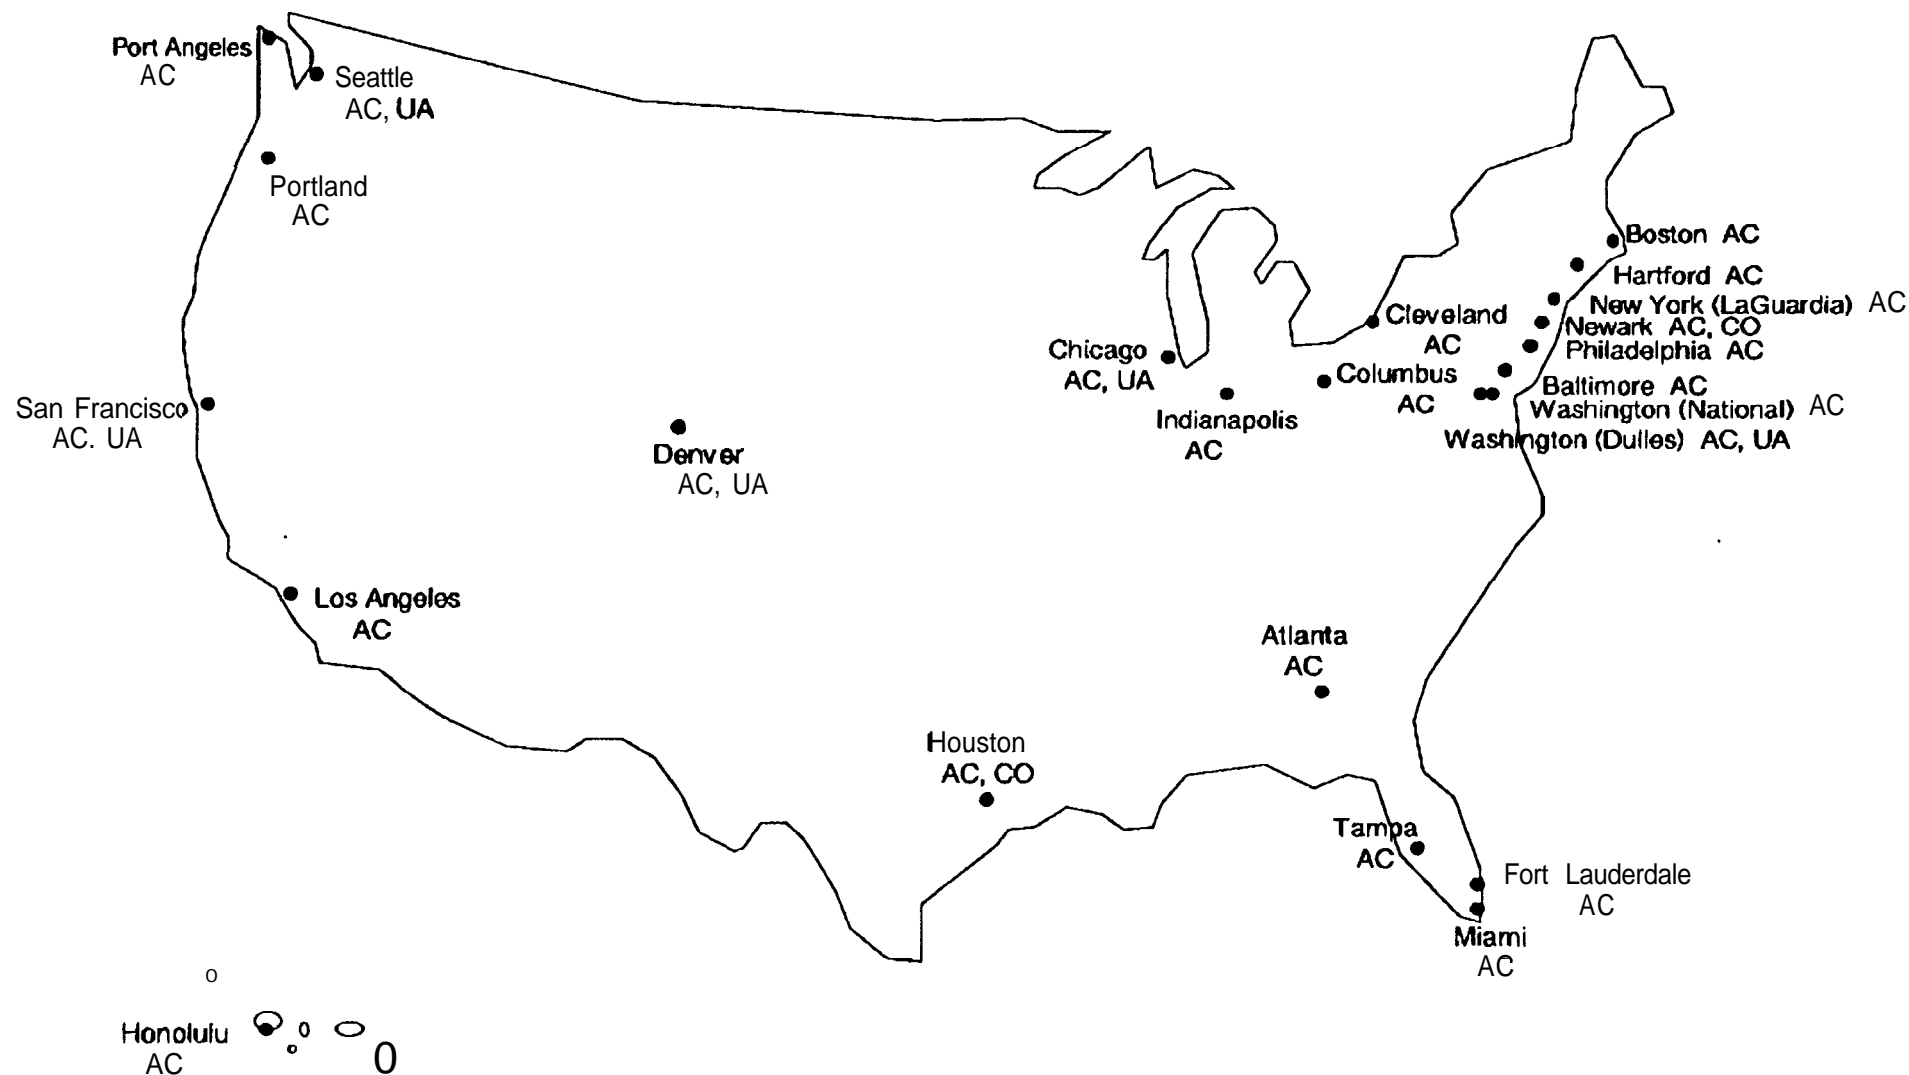 Port Angeles
AC
Seattle
AC, UA
Portland
AC
Boston AC
Hartford AC
New York (LaGuardia) AC
Cleveland
AC
Newark AC, CO
Philadelphia AC
Chicago
AC, UA
Columbus
AC
Baltimore AC
Washington (National) AC
Washington (Dulles) AC, UA
Indianapolis
AC
San Francisco
AC. UA
Denver
AC, UA
Los Angeles
AC
Atlanta
AC
Houston
AC, CO
Tampa
AC
Fort Lauderdale
AC
Miami
AC
Honolulu
AC